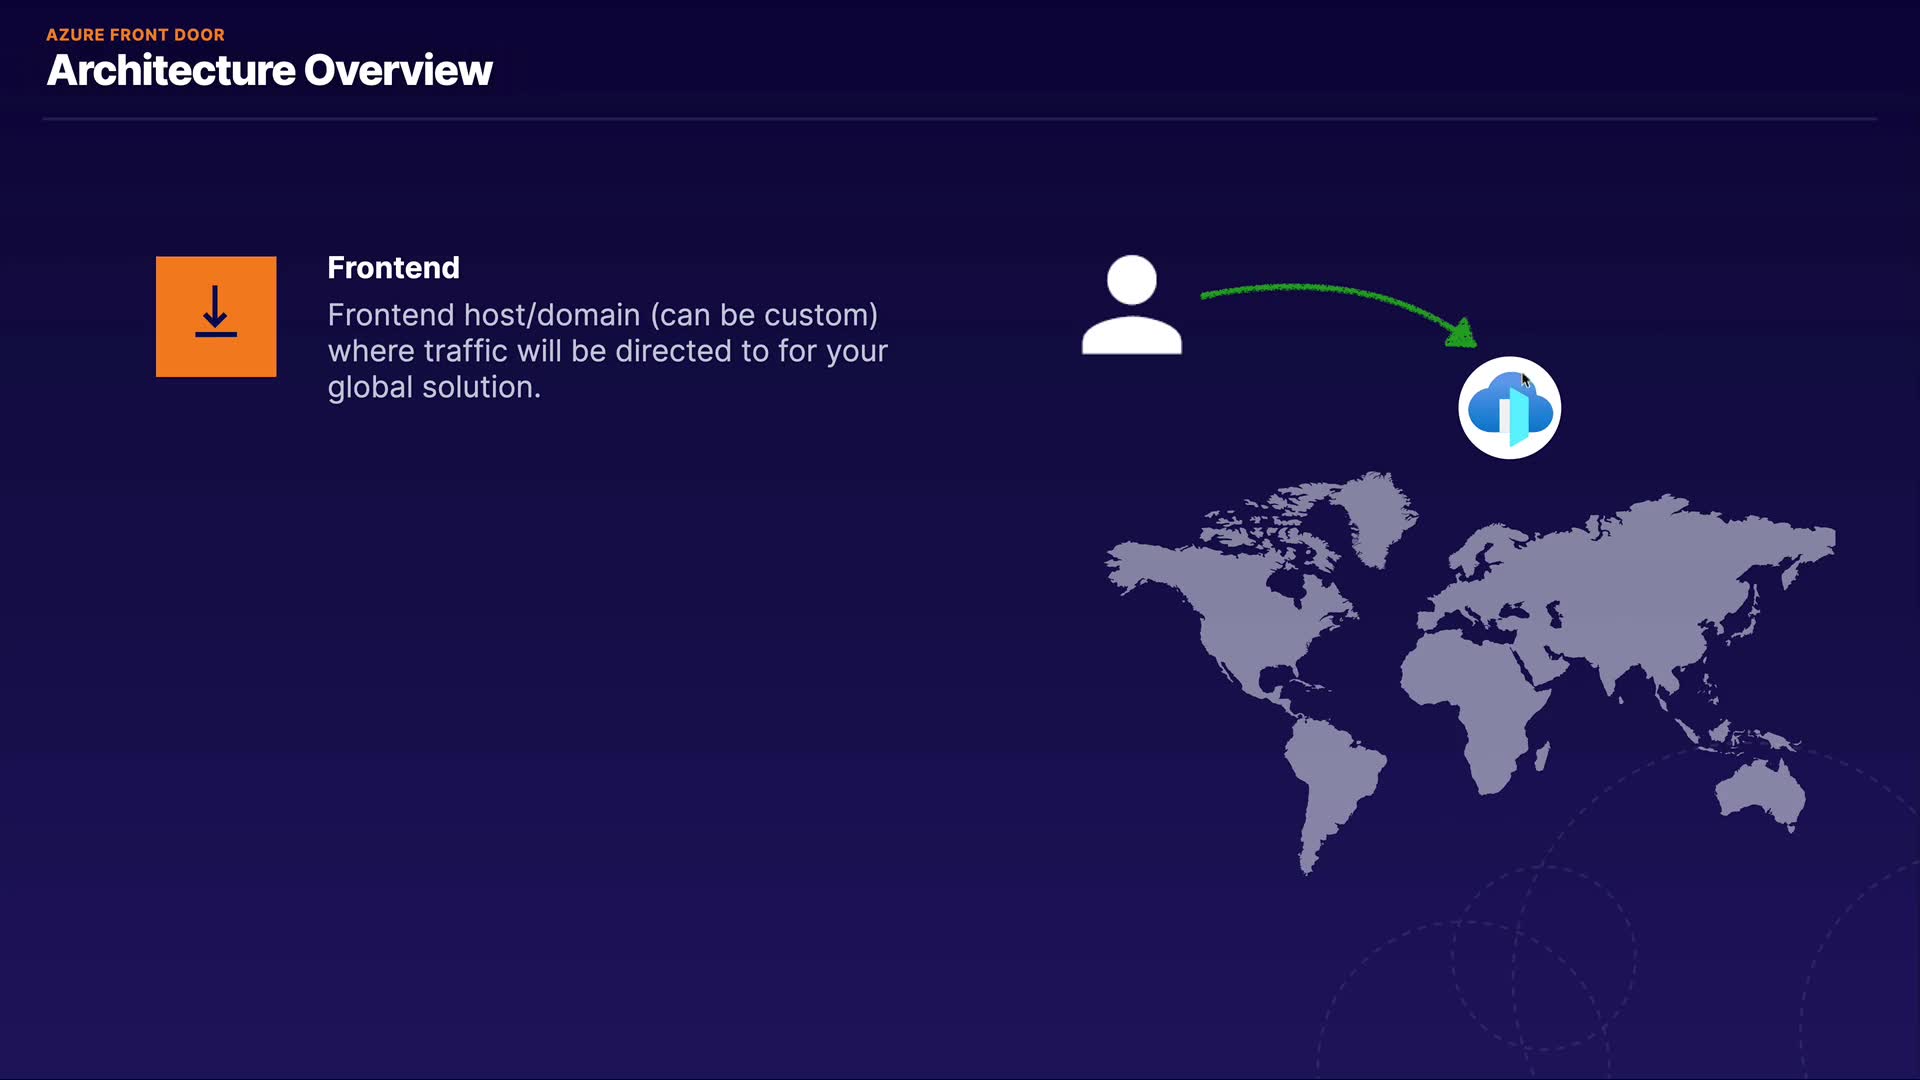 AZURE FRONT DOOR
Architecture Overview
Frontend
Frontend host/domain (can be custom)
where traffic will be directed to for your
global solution.